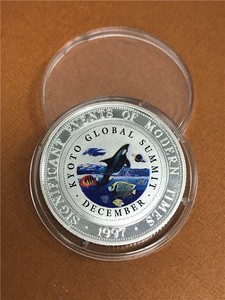 SIGNIFICANT EVENTS OF MODERN TIMES
1997
KYOTO GLOBAL SUMMIT
DECEMBER